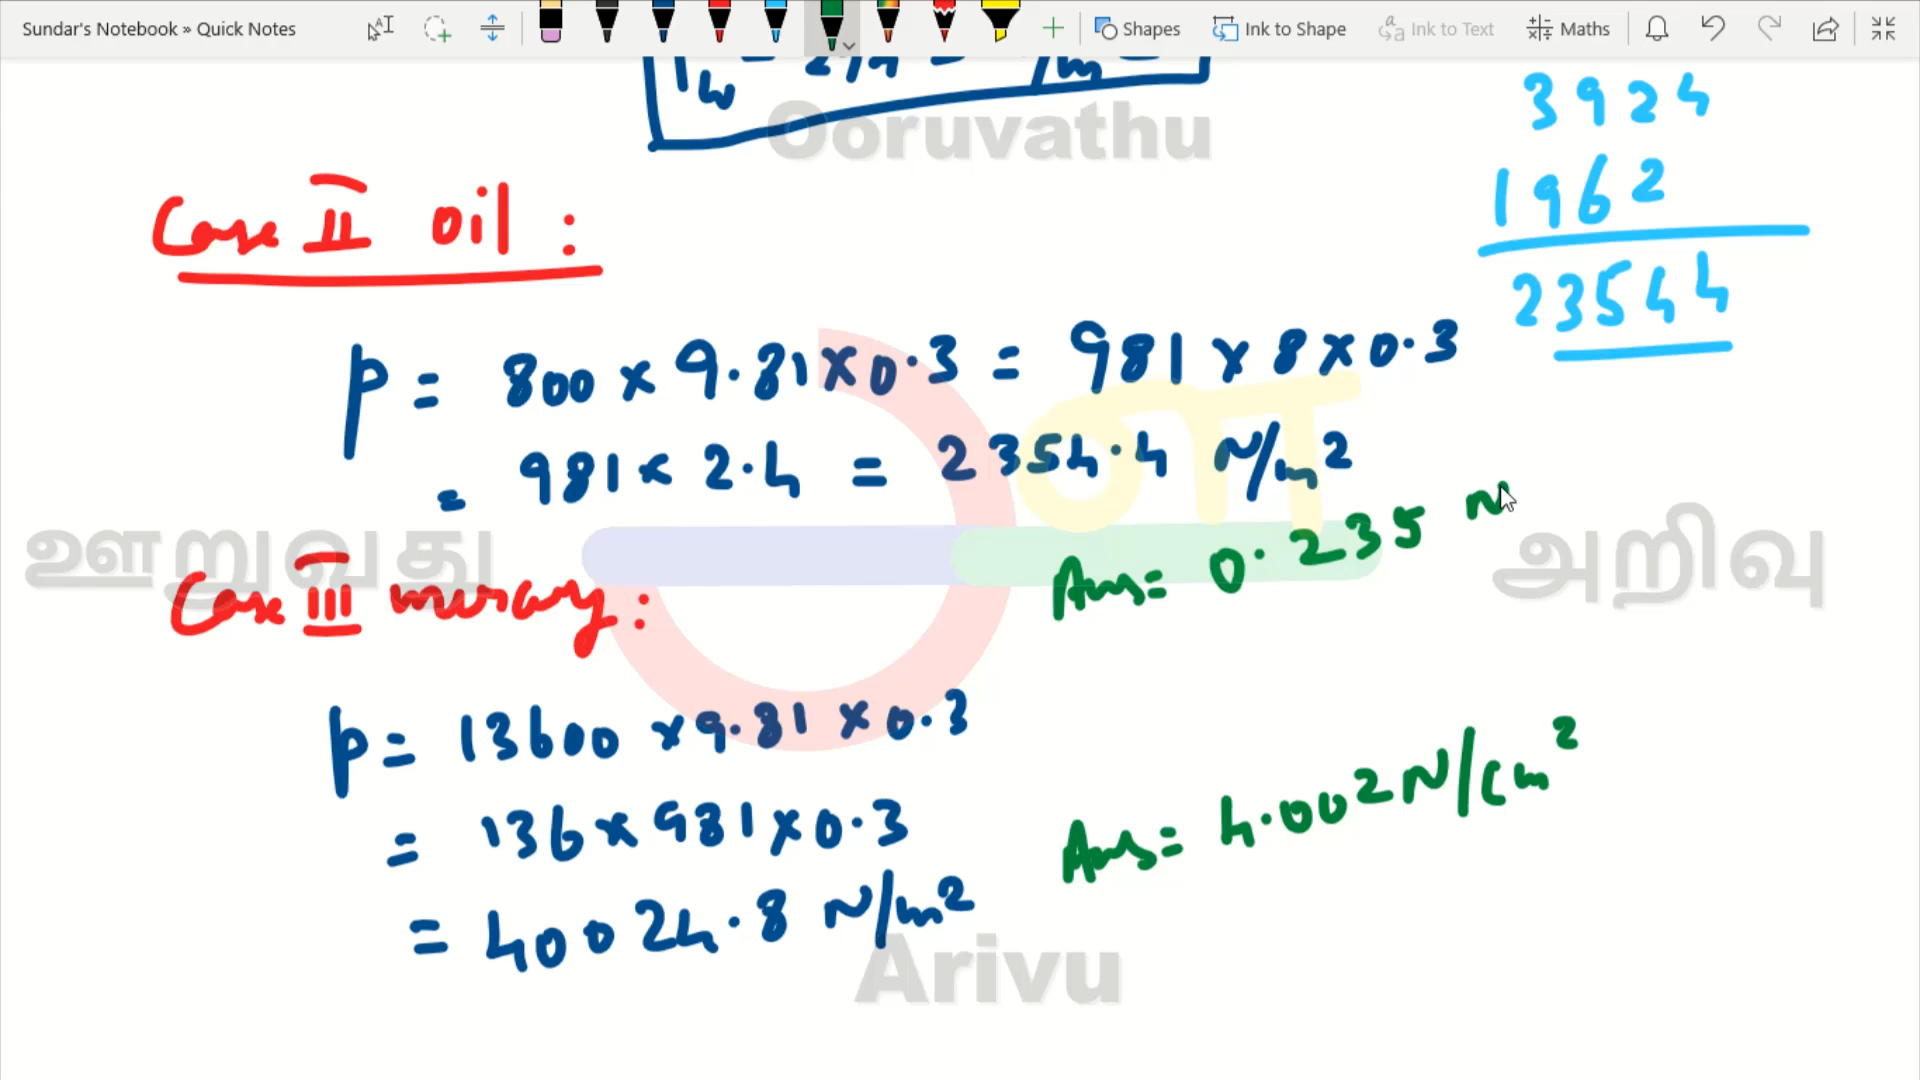 Sundar's Notebook » Quick Notes
Shapes
Ink to Shape
Ink to Text
Maths
Ooruvathu
3924
1962
23544
Case II oil :
p = 800 × 9.81 × 0.3 = 981 × 8 × 0.3
= 981 × 2.4 = 2354.4 N/m²
Ans = 0.235 N
ஊறுவது
ளா
அறிவு
Case III mercury :
p = 13600 × 9.81 × 0.3
= 136 × 981 × 0.3
Ans = 4.002 N/cm²
= 40024.8 N/m²
Arivu